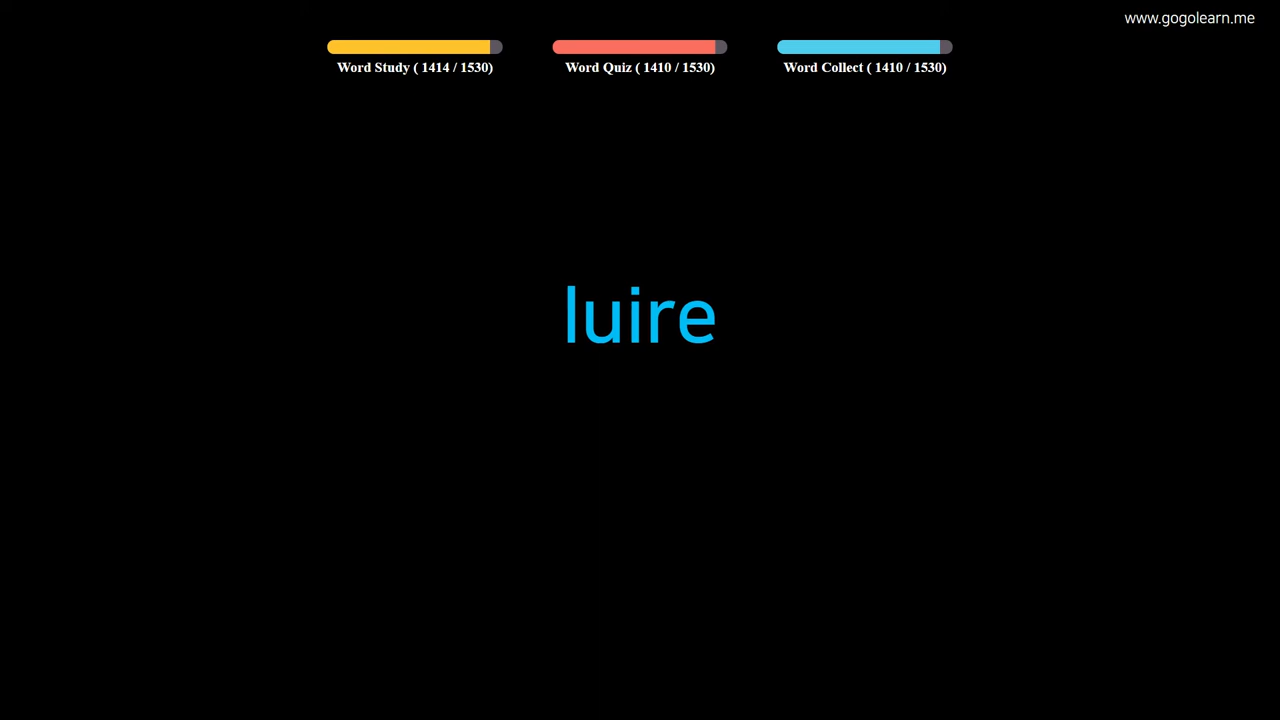 www.gogolearn.me
Word Study ( 1414 / 1530)
Word Quiz ( 1410 / 1530)
Word Collect ( 1410 / 1530)
luire